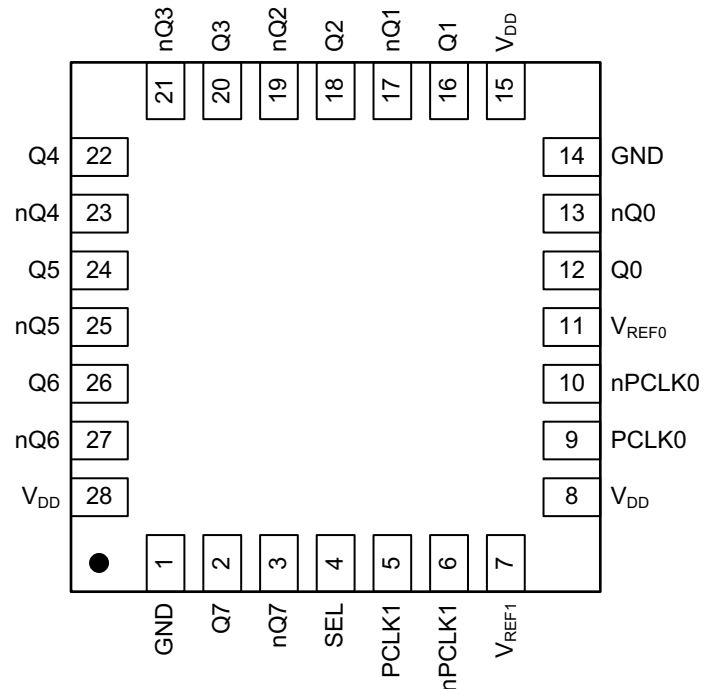 nQ3 Q3 nQ2 Q2 nQ1 Q1 VDD
21 20 19 18 17 16 15
Q4 22 14 GND
nQ4 23 13 nQ0
Q5 24 12 Q0
nQ5 25 11 VREF0
Q6 26 10 nPCLK0
nQ6 27 9 PCLK0
VDD 28 8 VDD
1 2 3 4 5 6 7
GND Q7 nQ7 SEL PCLK1 nPCLK1 VREF1